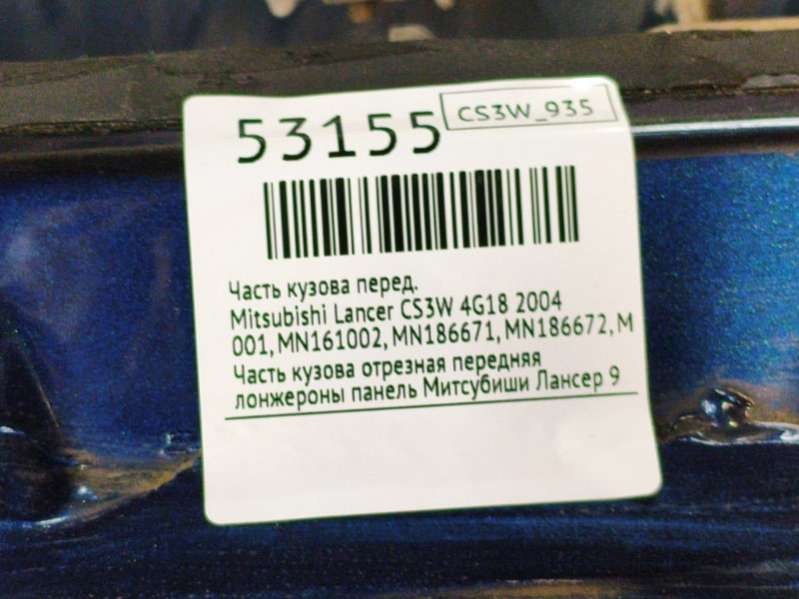 53155
CS3W_935
Часть кузова перед.
Mitsubishi Lancer CS3W 4G18 2004
001, MN161002, MN186671, MN186672, M
Часть кузова отрезная передняя
лонжероны панель Митсубиши Лансер 9